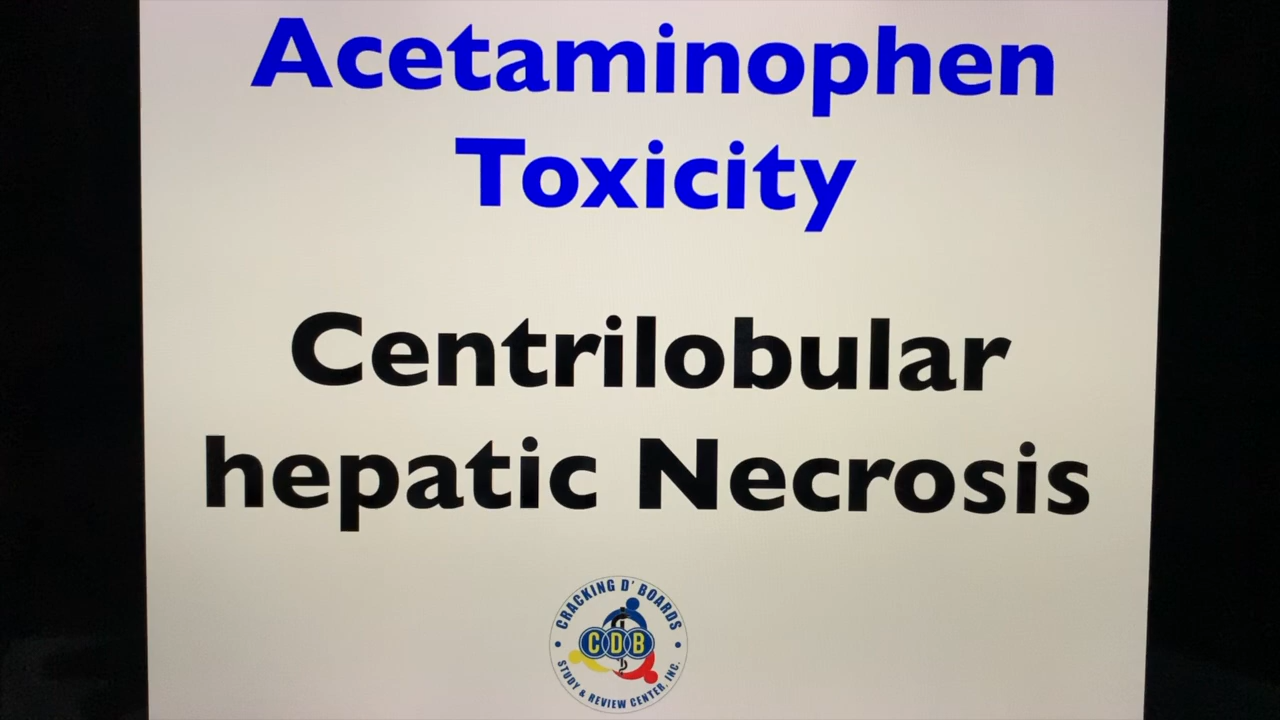 Acetaminophen
Toxicity
Centrilobular
hepatic Necrosis
CRACKING D' BOARDS
CDB
STUDY & REVIEW CENTER, INC.